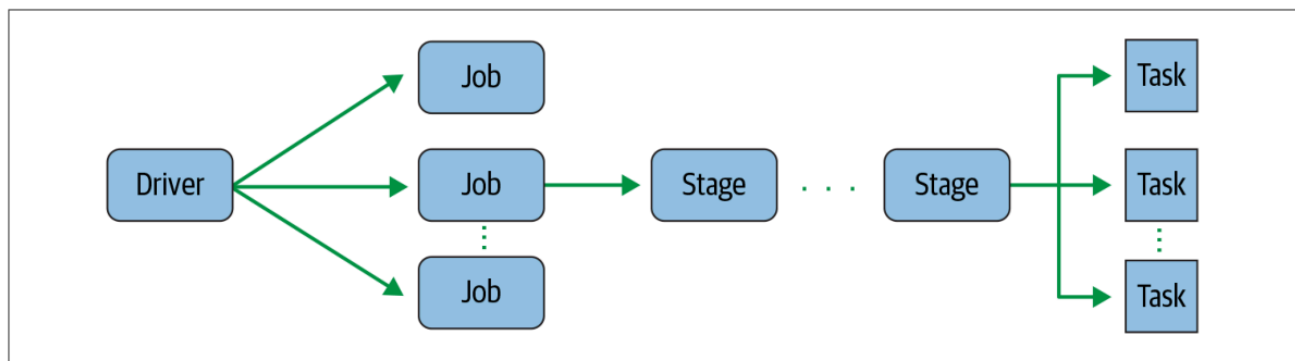 Job
Task
Driver
Job
Stage
. . .
Stage
Task
Job
Task